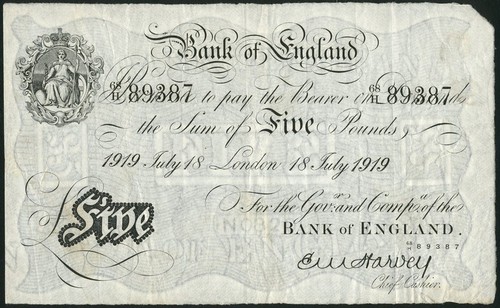 Bank of England
68/H 89387 to pay the Bearer on 68/H 89387
the Sum of Five Pounds
1919 July 18 London 18 July 1919
For the Govr. and Compa. of the
BANK OF ENGLAND.
68/H 89387
£Five
E M Harvey
Chief Cashier.